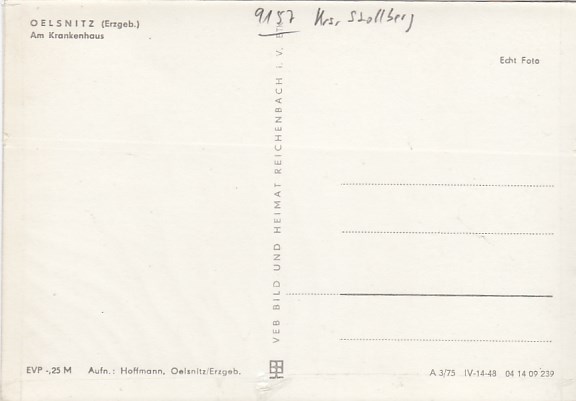 9157 Krs. Stollberg
OELSNITZ (Erzgeb.)
Am Krankenhaus
Echt Foto
VEB BILD UND HEIMAT REICHENBACH i. V.
EVP -,25 M Aufn.: Hoffmann, Oelsnitz/Erzgeb.
A 3/75 IV-14-48 04 14 09 239